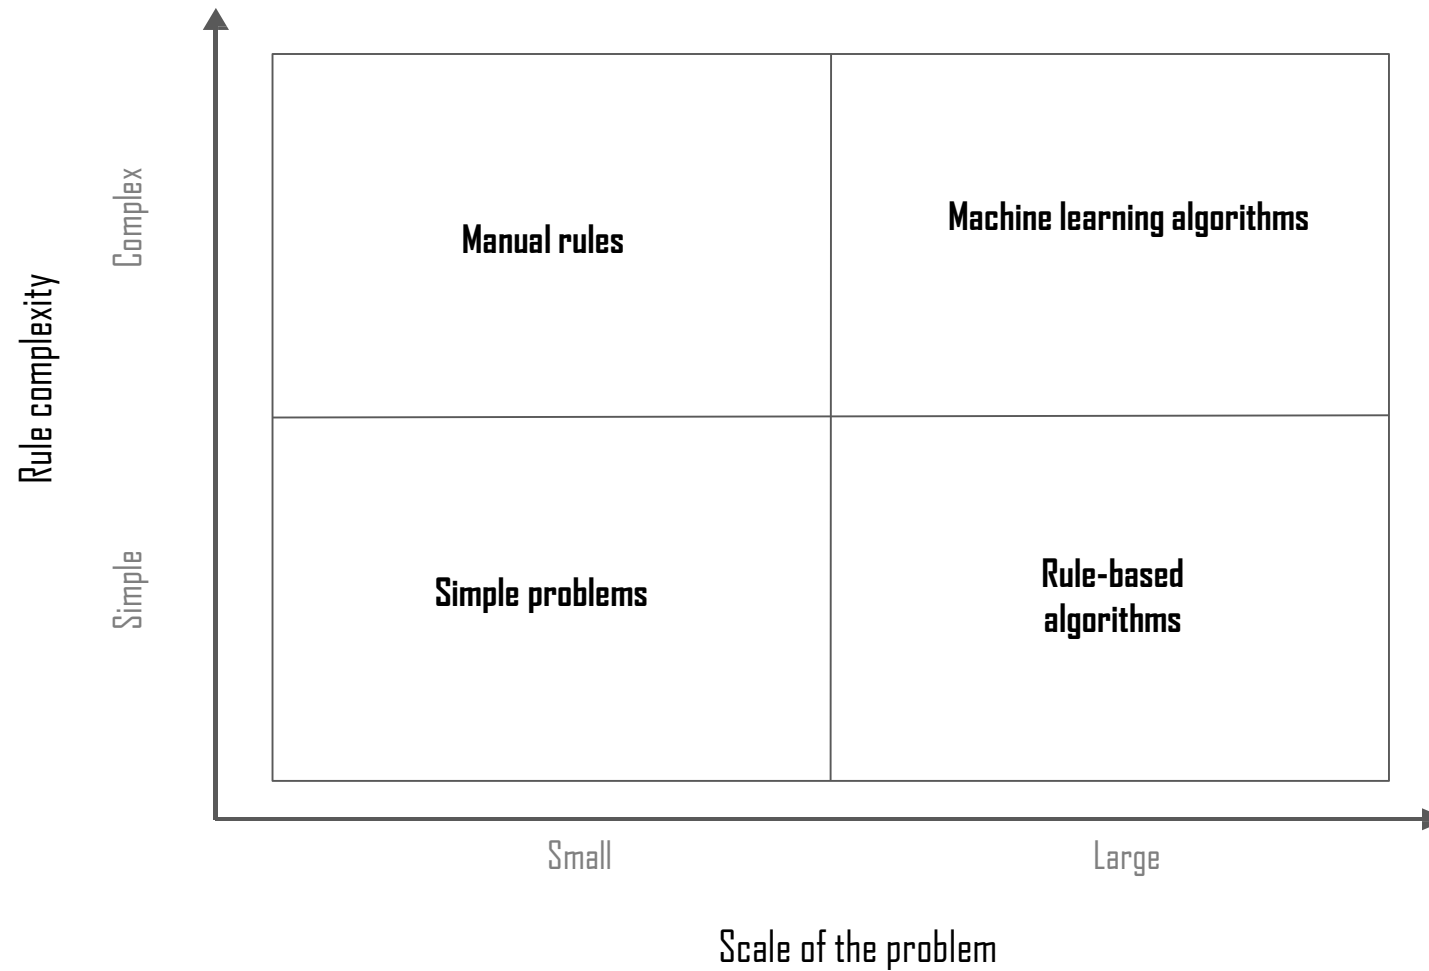 Rule complexity
Complex
Manual rules
Machine learning algorithms
Simple
Simple problems
Rule-based
algorithms
Small
Large
Scale of the problem